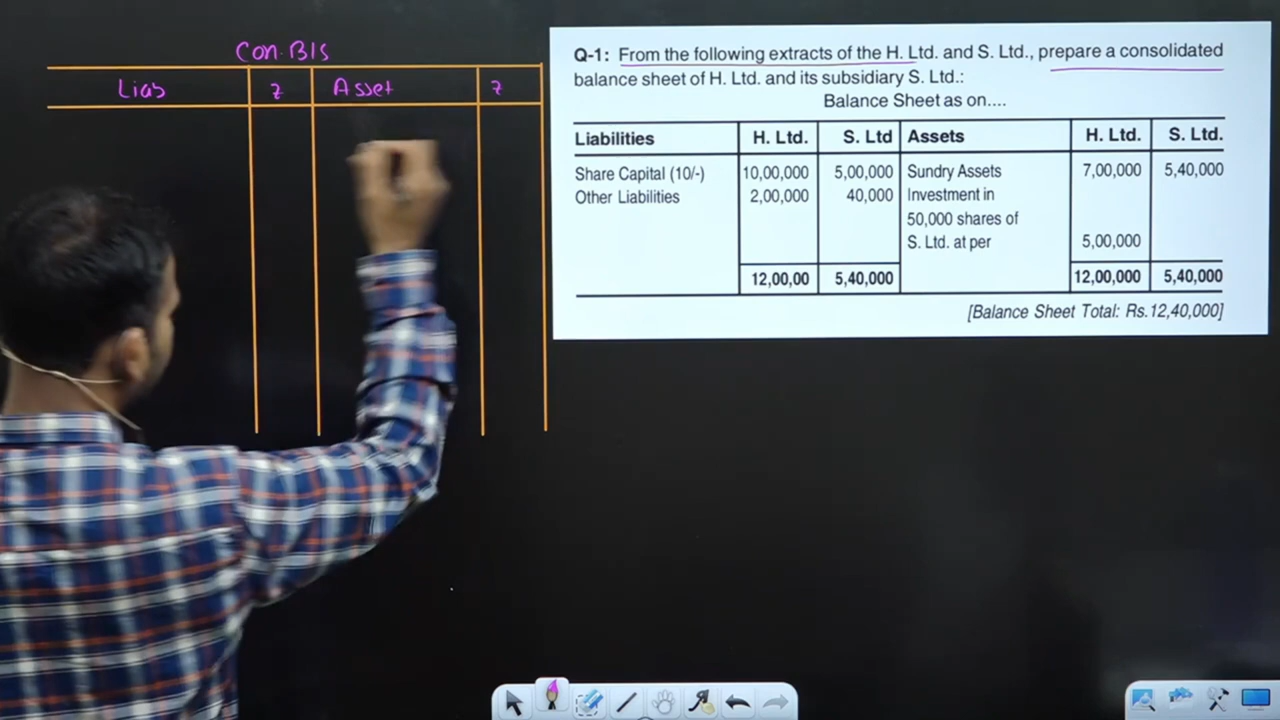 Con. B/S
Liab ₹ Asset ₹
Q-1: From the following extracts of the H. Ltd. and S. Ltd., prepare a consolidated
balance sheet of H. Ltd. and its subsidiary S. Ltd.:
Balance Sheet as on....
Liabilities H. Ltd. S. Ltd Assets H. Ltd. S. Ltd.
Share Capital (10/-) 10,00,000 5,00,000 Sundry Assets 7,00,000 5,40,000
Other Liabilities 2,00,000 40,000 Investment in
50,000 shares of
S. Ltd. at per 5,00,000
12,00,00 5,40,000 12,00,000 5,40,000
[Balance Sheet Total: Rs.12,40,000]